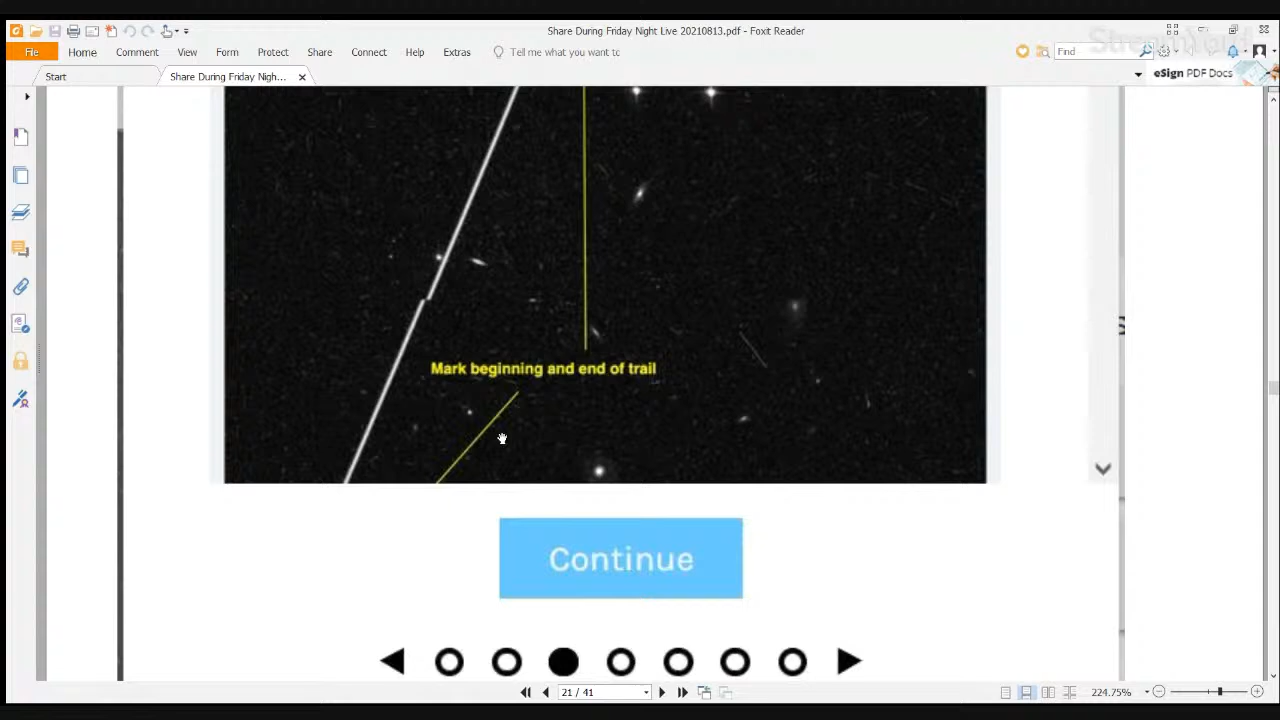 Share During Friday Night Live 20210813.pdf - Foxit Reader
File Home Comment View Form Protect Share Connect Help Extras Tell me what you want to Find
Start Share During Friday Nigh... eSign PDF Docs
Mark beginning and end of trail
Continue
21 / 41 224.75%